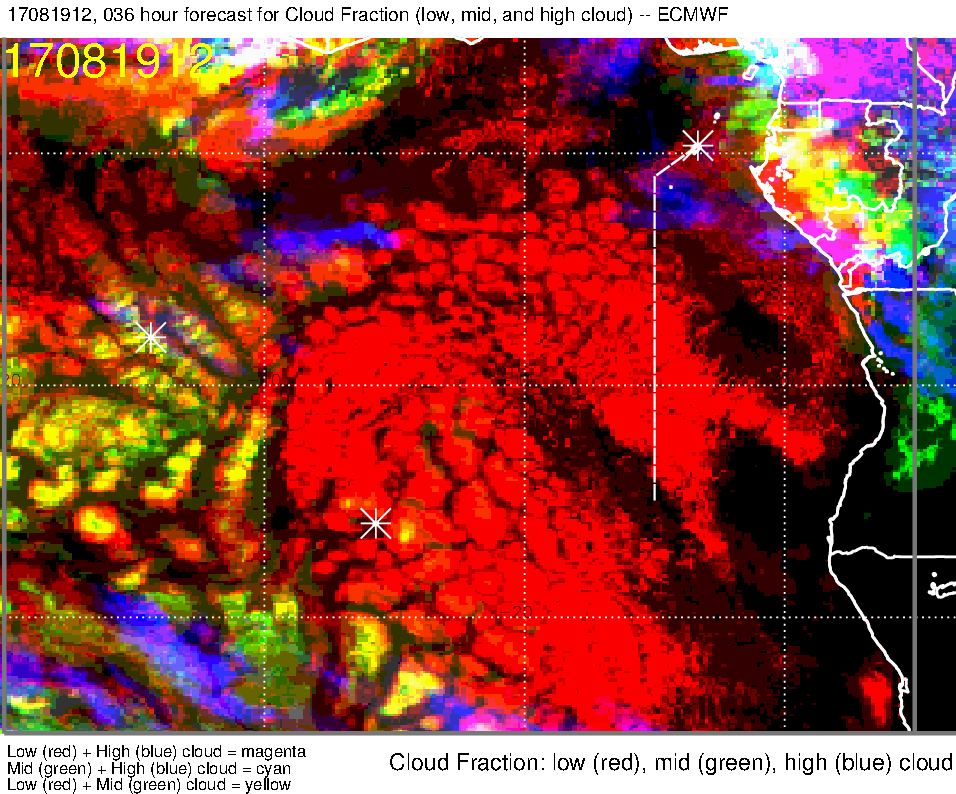 17081912, 036 hour forecast for Cloud Fraction (low, mid, and high cloud) -- ECMWF
17081912
Low (red) + High (blue) cloud = magenta
Mid (green) + High (blue) cloud = cyan
Low (red) + Mid (green) cloud = yellow
Cloud Fraction: low (red), mid (green), high (blue) cloud